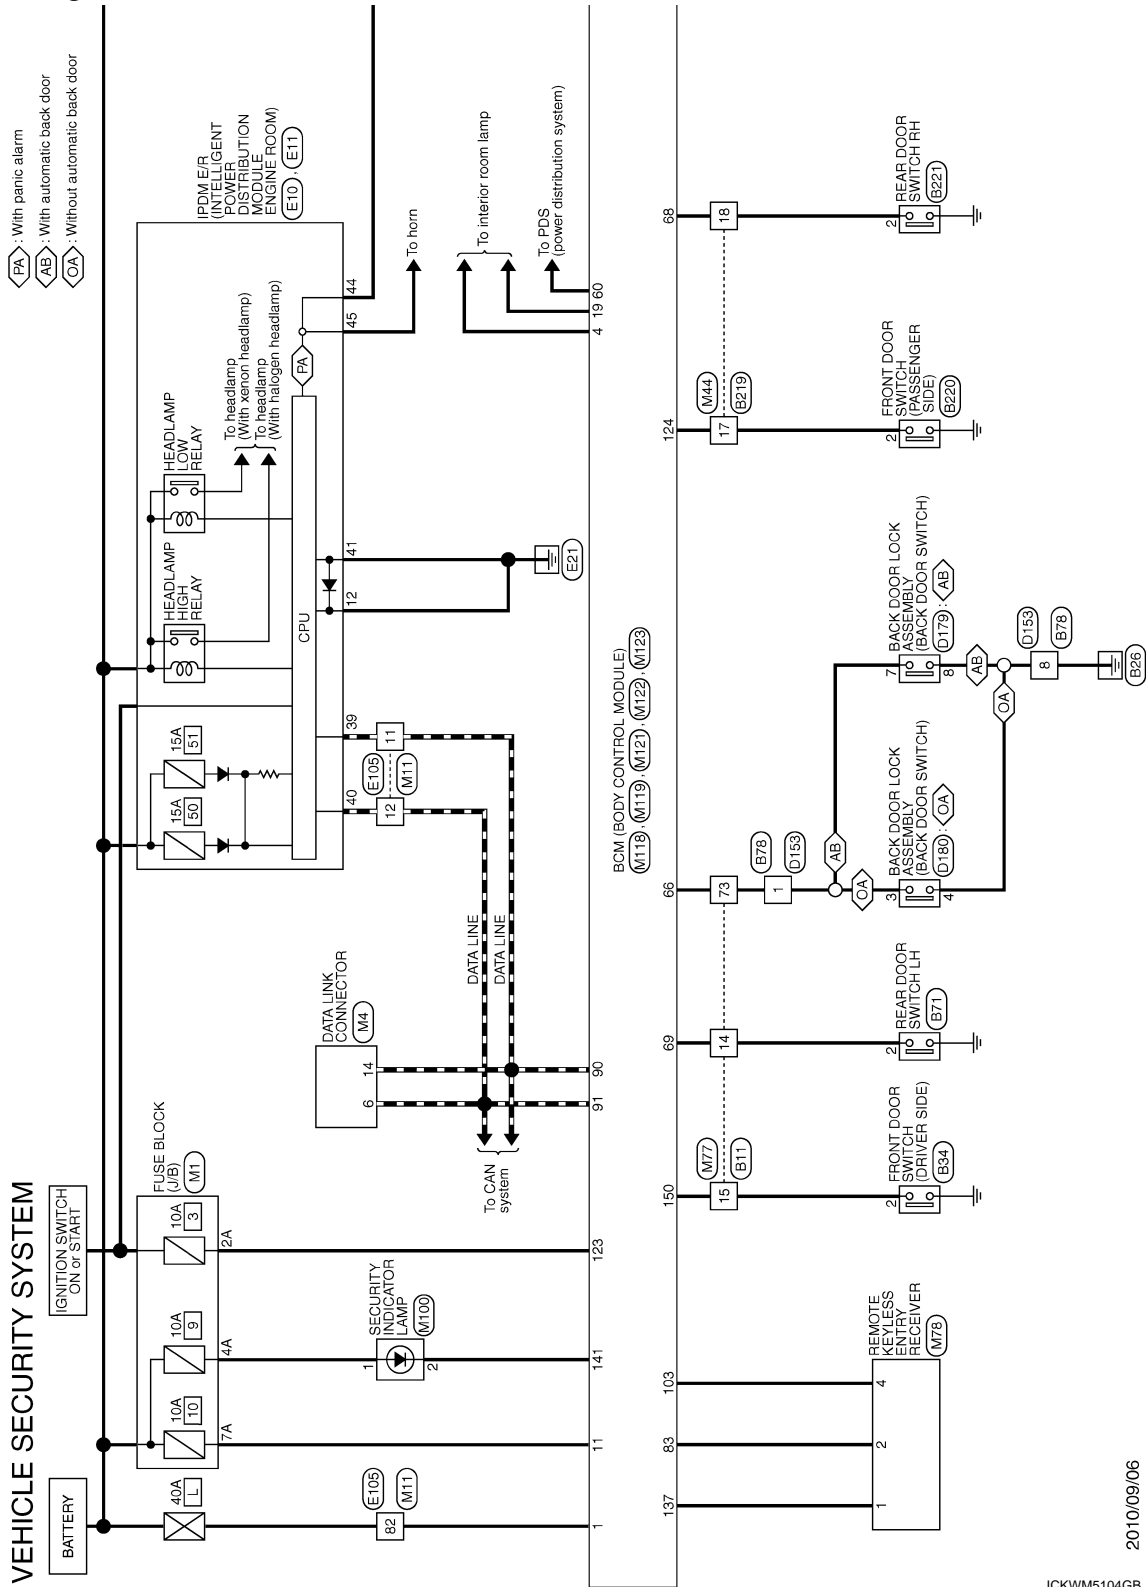 VEHICLE SECURITY SYSTEM
PA : With panic alarm
AB : With automatic back door
OA : Without automatic back door
BATTERY
IGNITION SWITCH
ON or START
40A
L
10A
10
10A
9
10A
3
FUSE BLOCK
(J/B)
M1
7A
4A
2A
15A
50
15A
51
HEADLAMP
HIGH
RELAY
HEADLAMP
LOW
RELAY
IPDM E/R
(INTELLIGENT
POWER
DISTRIBUTION
MODULE
ENGINE ROOM)
E10 , E11
To headlamp
(With xenon headlamp)
To headlamp
(With halogen headlamp)
CPU
PA
40
39
12
41
45
44
E105
M11
82
SECURITY
INDICATOR
LAMP
M100
1
2
DATA LINK
CONNECTOR
M4
6
14
12
11
E105
M11
E21
To horn
To CAN
system
DATA LINE
DATA LINE
To interior room lamp
To PDS
(power distribution system)
1
11
141
123
91
90
4
19
60
BCM (BODY CONTROL MODULE)
M118 , M119 , M121 , M122 , M123
137
83
103
150
69
66
124
68
M77
B11
15
14
73
B78
D153
1
M44
B219
17
18
AB
OA
REMOTE
KEYLESS
ENTRY
RECEIVER
M78
1
2
4
FRONT DOOR
SWITCH
(DRIVER SIDE)
B34
2
REAR DOOR
SWITCH LH
B71
2
BACK DOOR LOCK
ASSEMBLY
(BACK DOOR SWITCH)
D180 : OA
3
4
BACK DOOR LOCK
ASSEMBLY
(BACK DOOR SWITCH)
D179 : AB
7
8
AB
OA
D153
B78
8
B26
FRONT DOOR
SWITCH
(PASSENGER
SIDE)
B220
2
REAR DOOR
SWITCH RH
B221
2
2010/09/06
JCKWM5104GB